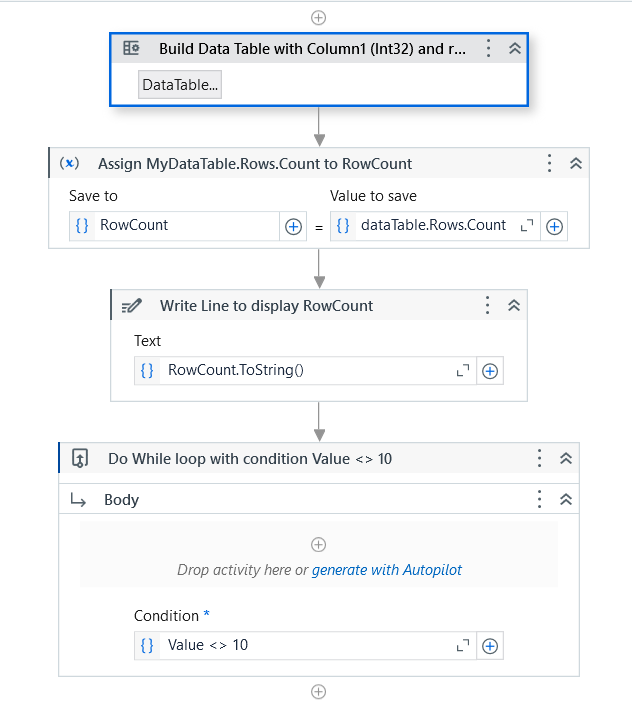 Build Data Table with Column1 (Int32) and r...
DataTable...
Assign MyDataTable.Rows.Count to RowCount
Save to
Value to save
RowCount
=
dataTable.Rows.Count
Write Line to display RowCount
Text
RowCount.ToString()
Do While loop with condition Value <> 10
Body
Drop activity here or generate with Autopilot
Condition *
Value <> 10